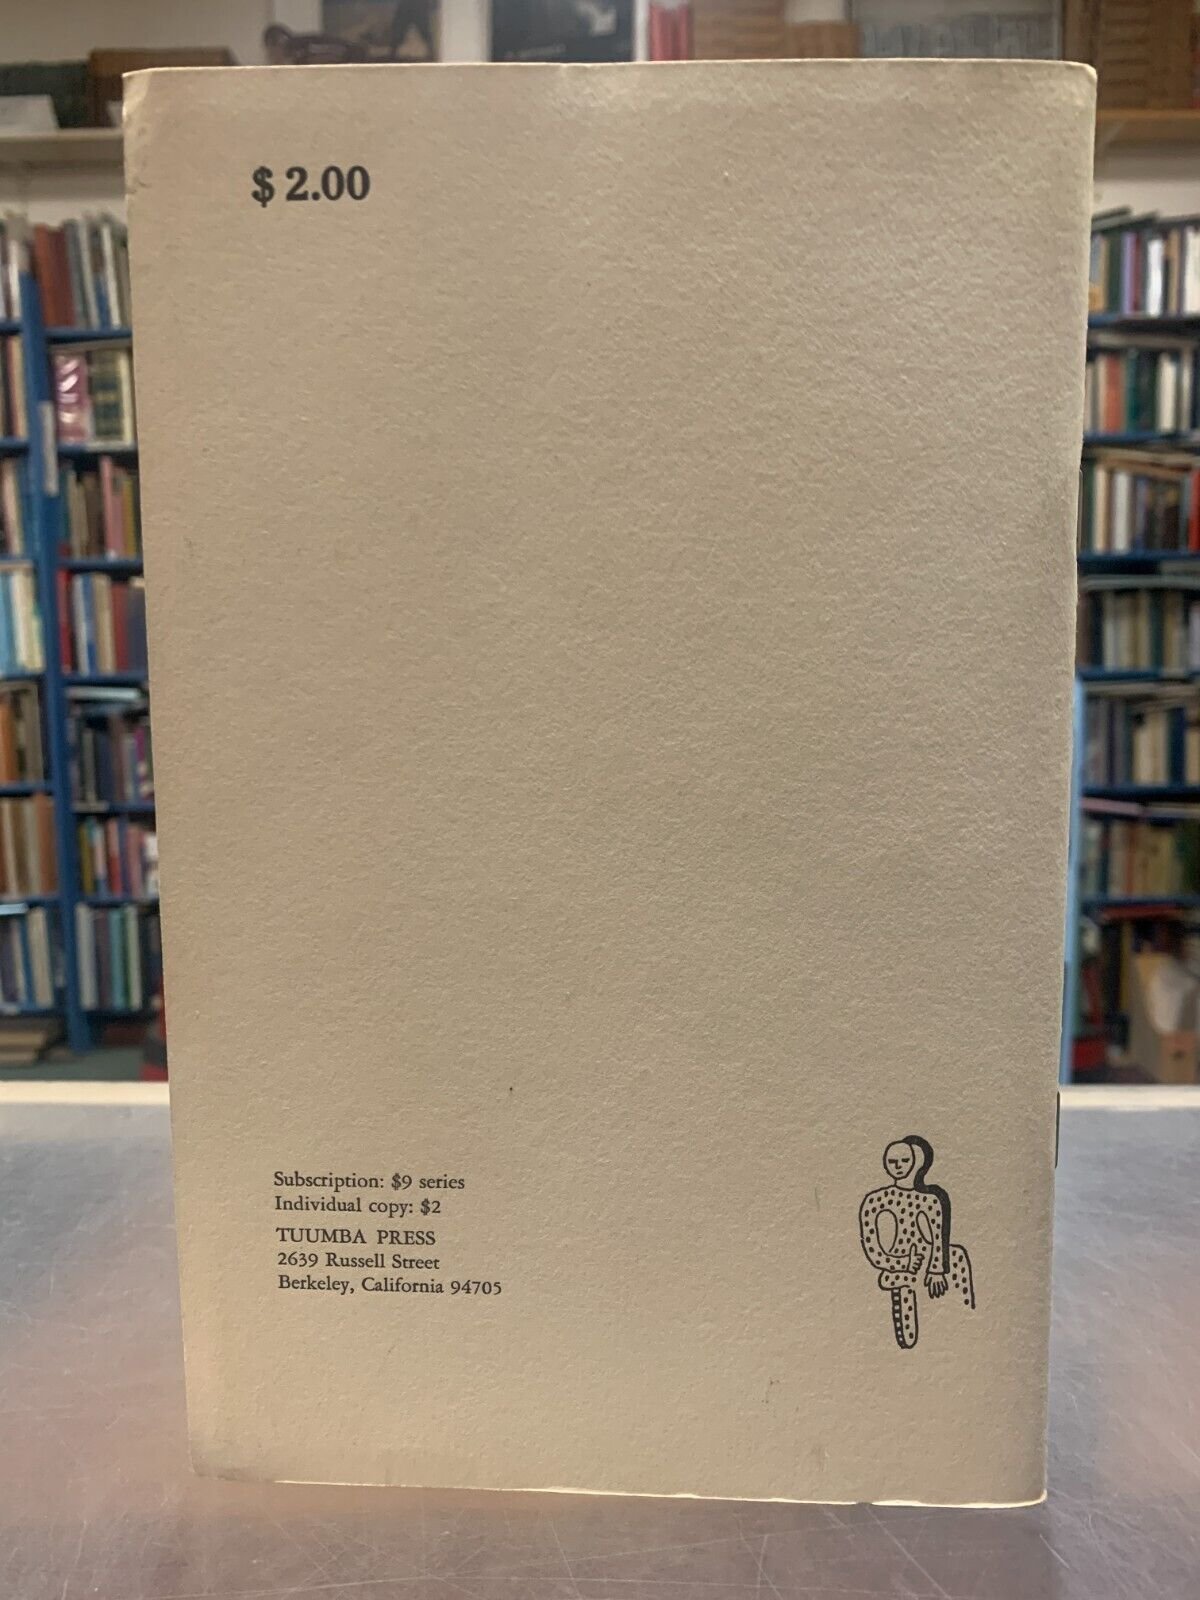 $ 2.00
Subscription: $9 series
Individual copy: $2
TUUMBA PRESS
2639 Russell Street
Berkeley, California 94705